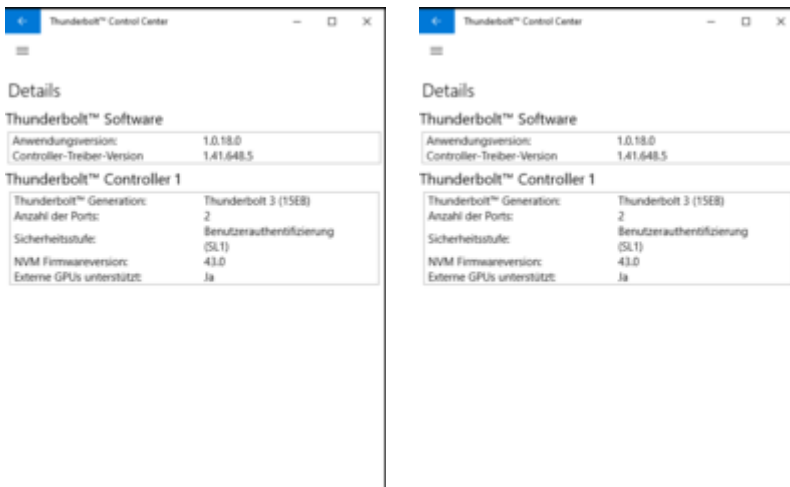 Thunderbolt™ Control Center
Details
Thunderbolt™ Software
Anwendungsversion: 1.0.18.0
Controller-Treiber-Version 1.41.648.5
Thunderbolt™ Controller 1
Thunderbolt™ Generation: Thunderbolt 3 (15EB)
Anzahl der Ports: 2
Sicherheitsstufe: Benutzerauthentifizierung
(SL1)
NVM Firmwareversion: 43.0
Externe GPUs unterstützt: Ja
Thunderbolt™ Control Center
Details
Thunderbolt™ Software
Anwendungsversion: 1.0.18.0
Controller-Treiber-Version 1.41.648.5
Thunderbolt™ Controller 1
Thunderbolt™ Generation: Thunderbolt 3 (15EB)
Anzahl der Ports: 2
Sicherheitsstufe: Benutzerauthentifizierung
(SL1)
NVM Firmwareversion: 43.0
Externe GPUs unterstützt: Ja